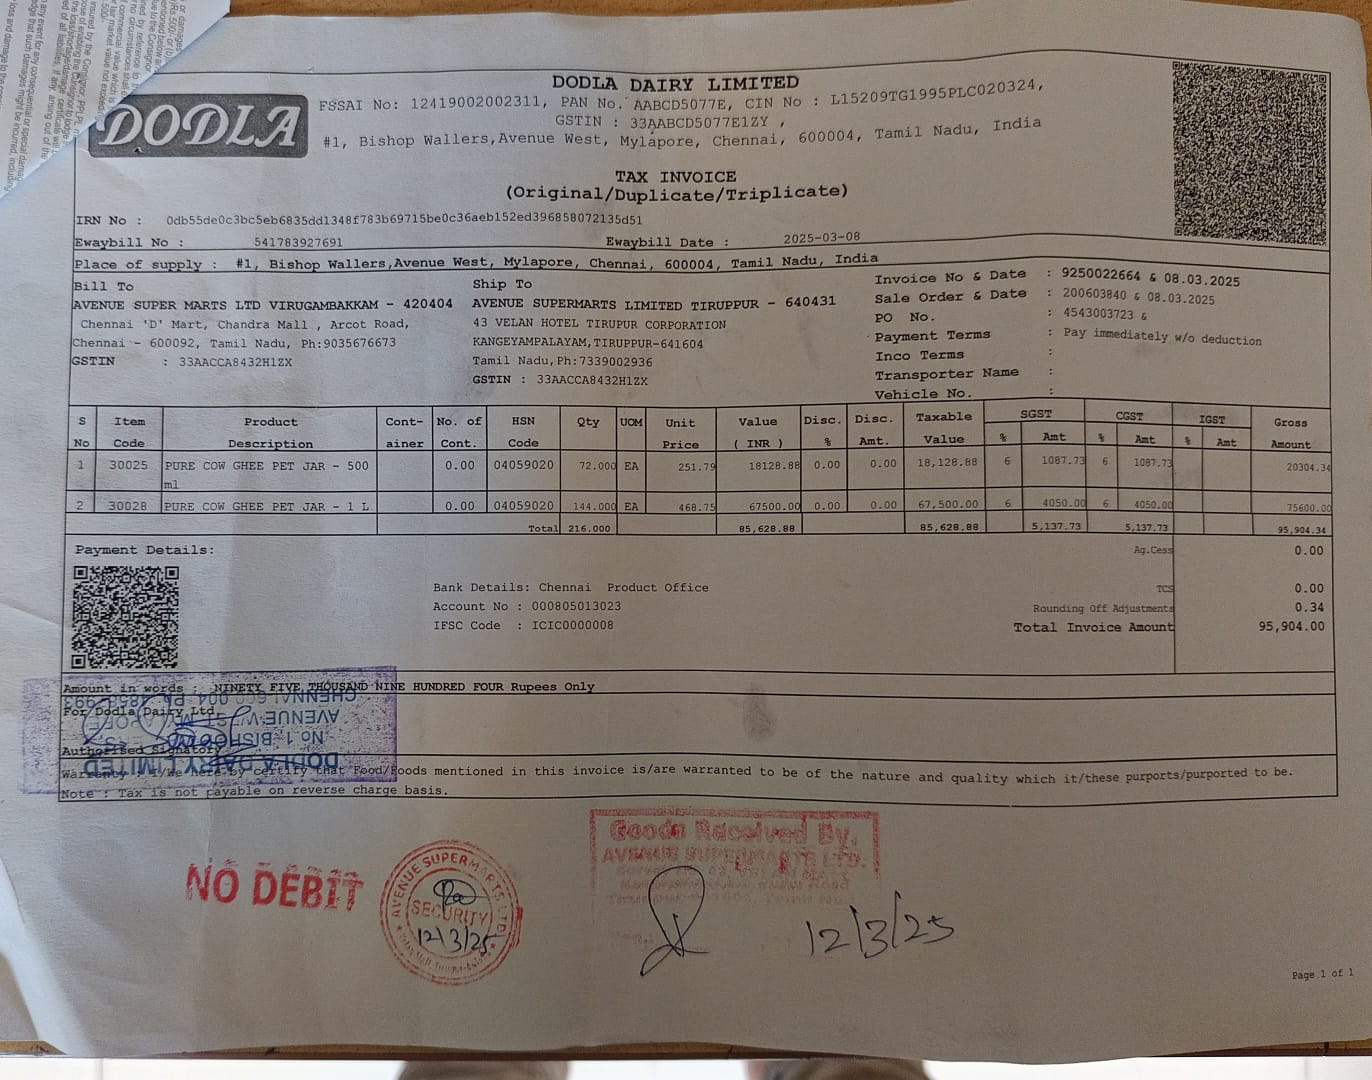 DODLA DAIRY LIMITED
DODLA
FSSAI No: 12419002002311, PAN No. AABCD5077E, CIN No : L15209TG1995PLC020324,
GSTIN : 33AABCD5077E1ZY ,
#1, Bishop Wallers,Avenue West, Mylapore, Chennai, 600004, Tamil Nadu, India
TAX INVOICE
(Original/Duplicate/Triplicate)
IRN No : 0db55de0c3bc5eb6835dd1348f783b69715be0c36aeb152ed396858072135d51
Ewaybill No : 541783927691 Ewaybill Date : 2025-03-08
Place of supply : #1, Bishop Wallers,Avenue West, Mylapore, Chennai, 600004, Tamil Nadu, India
Bill To
AVENUE SUPER MARTS LTD VIRUGAMBAKKAM - 420404
Chennai 'D' Mart, Chandra Mall , Arcot Road,
Chennai - 600092, Tamil Nadu, Ph:9035676673
GSTIN : 33AACCA8432H1ZX
Ship To
AVENUE SUPERMARTS LIMITED TIRUPPUR - 640431
43 VELAN HOTEL TIRUPUR CORPORATION
KANGEYAMPALAYAM,TIRUPPUR-641604
Tamil Nadu,Ph:7339002936
GSTIN : 33AACCA8432H1ZX
Invoice No & Date : 9250022664 & 08.03.2025
Sale Order & Date : 200603840 & 08.03.2025
PO No. : 4543003723 &
Payment Terms : Pay immediately w/o deduction
Inco Terms :
Transporter Name :
Vehicle No. :
S No Item Code Product Description Cont-ainer No. of Cont. HSN Code Qty UOM Unit Price Value ( INR ) Disc. % Disc. Amt. Taxable Value SGST % Amt CGST % Amt IGST % Amt Gross Amount
1 30025 PURE COW GHEE PET JAR - 500 ml 0.00 04059020 72.000 EA 251.79 18128.88 0.00 0.00 18,128.88 6 1087.73 6 1087.73 20304.34
2 30028 PURE COW GHEE PET JAR - 1 L 0.00 04059020 144.000 EA 468.75 67500.00 0.00 0.00 67,500.00 6 4050.00 6 4050.00 75600.00
Total 216.000 85,628.88 85,628.88 5,137.73 5,137.73 95,904.34
Payment Details:
Ag.Cess 0.00
Bank Details: Chennai Product Office
Account No : 000805013023
IFSC Code : ICIC0000008
TCS 0.00
Rounding Off Adjustments 0.34
Total Invoice Amount 95,904.00
Amount in words : NINETY FIVE THOUSAND NINE HUNDRED FOUR Rupees Only
For Dodla Dairy Ltd
Authorised Signatory
DODLA DAIRY LIMITED
Warranty : I/We here by certify that Food/Foods mentioned in this invoice is/are warranted to be of the nature and quality which it/these purports/purported to be.
Note : Tax is not payable on reverse charge basis.
NO DEBIT
AVENUE SUPERMARTS LTD.
SECURITY
12/3/25
Goods Received By,
AVENUE SUPERMARTS LTD.
12/3/25
Page 1 of 1